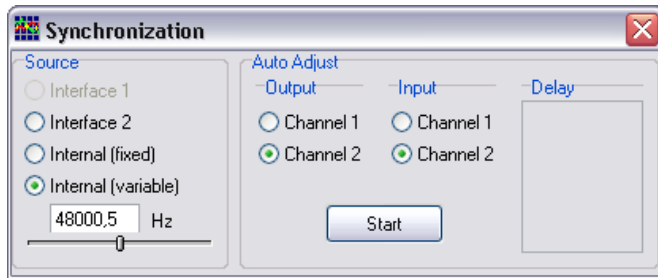 Synchronization
Source
Interface 1
Interface 2
Internal (fixed)
Internal (variable)
48000,5 Hz
Auto Adjust
Output
Channel 1
Channel 2
Input
Channel 1
Channel 2
Start
Delay